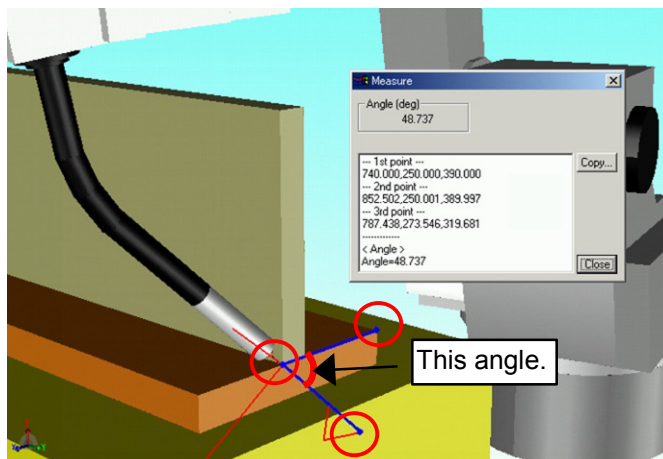 Measure
Angle (deg)
48.737
--- 1st point ---
740.000,250.000,390.000
--- 2nd point ---
852.502,250.001,389.997
--- 3rd point ---
787.438,273.546,319.681
-------------
< Angle >
Angle=48.737
Copy...
Close
This angle.